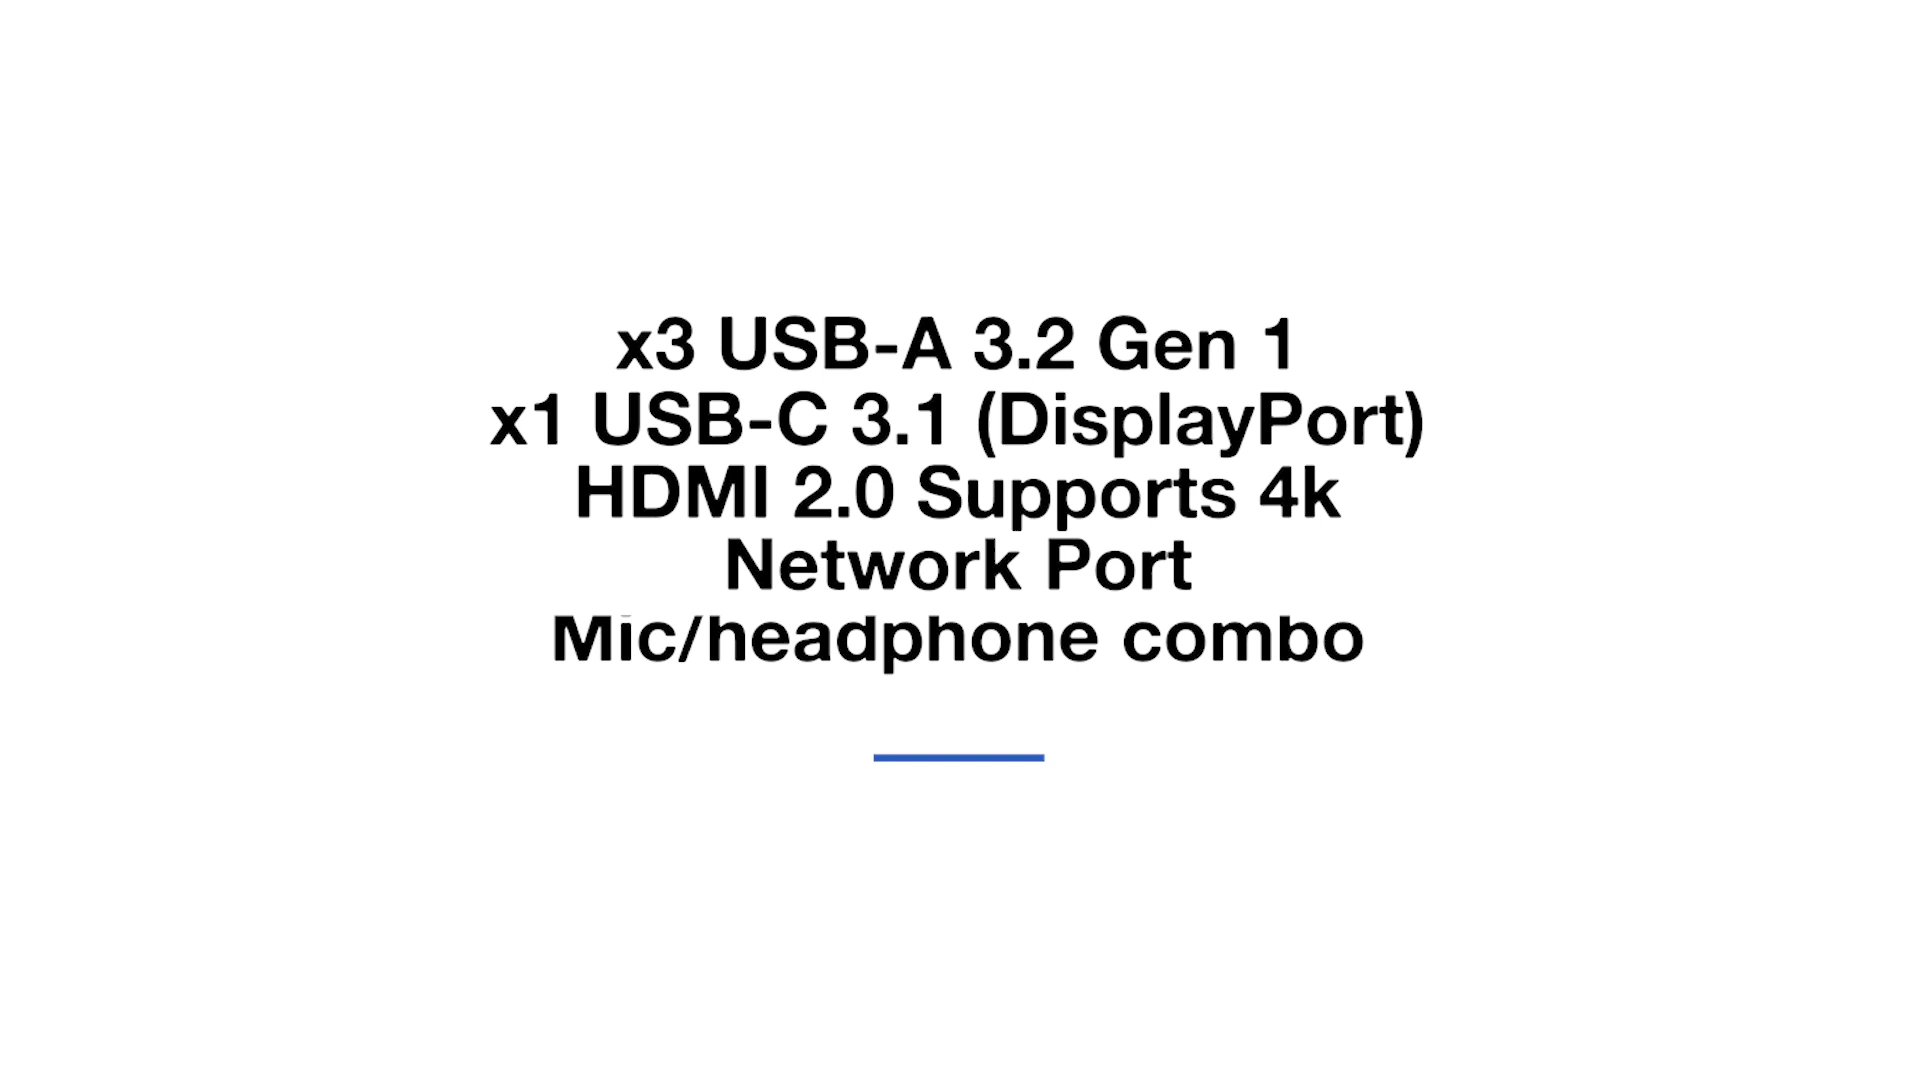 x3 USB-A 3.2 Gen 1
x1 USB-C 3.1 (DisplayPort)
HDMI 2.0 Supports 4k
Network Port
Mic/headphone combo